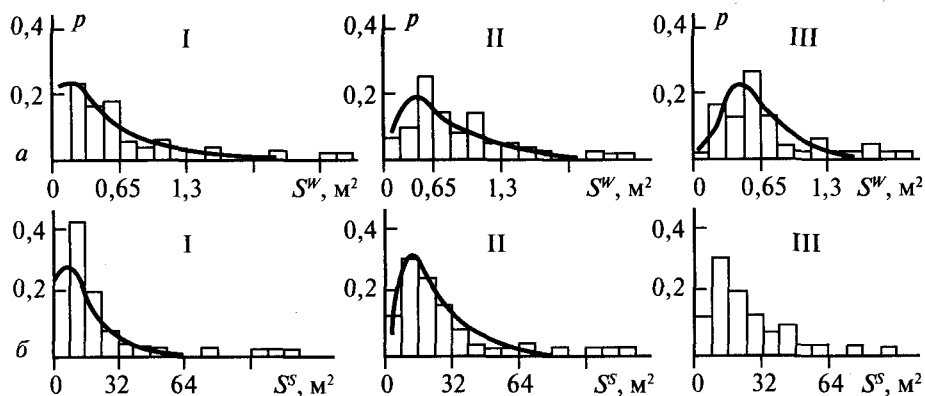 0,4 p I 0,4 p II 0,4 p III
0,2 0,2 0,2
а
0 0,65 1,3 S^W, м² 0 0,65 1,3 S^W, м² 0 0,65 1,3 S^W, м²
0,4 I 0,4 II 0,4 III
0,2 0,2 0,2
б
0 32 64 S^S, м² 0 32 64 S^S, м² 0 32 64 S^S, м²